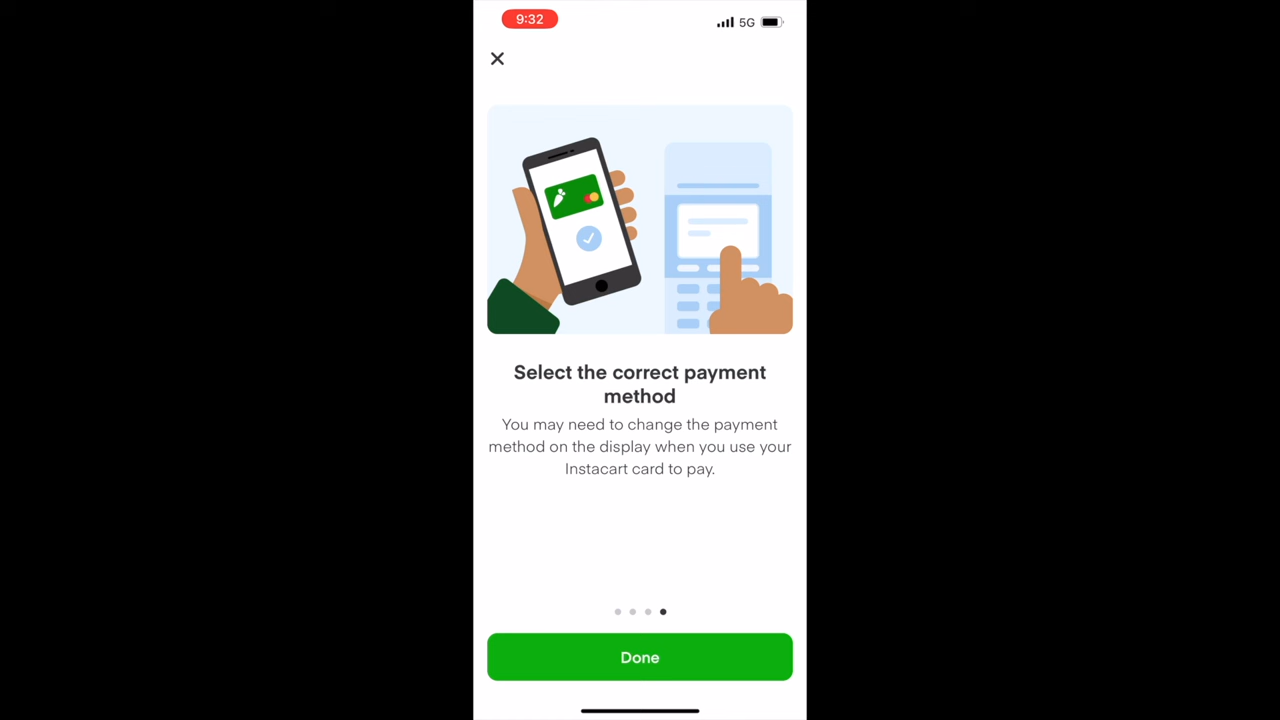 9:32
5G
Select the correct payment
method
You may need to change the payment
method on the display when you use your
Instacart card to pay.
Done